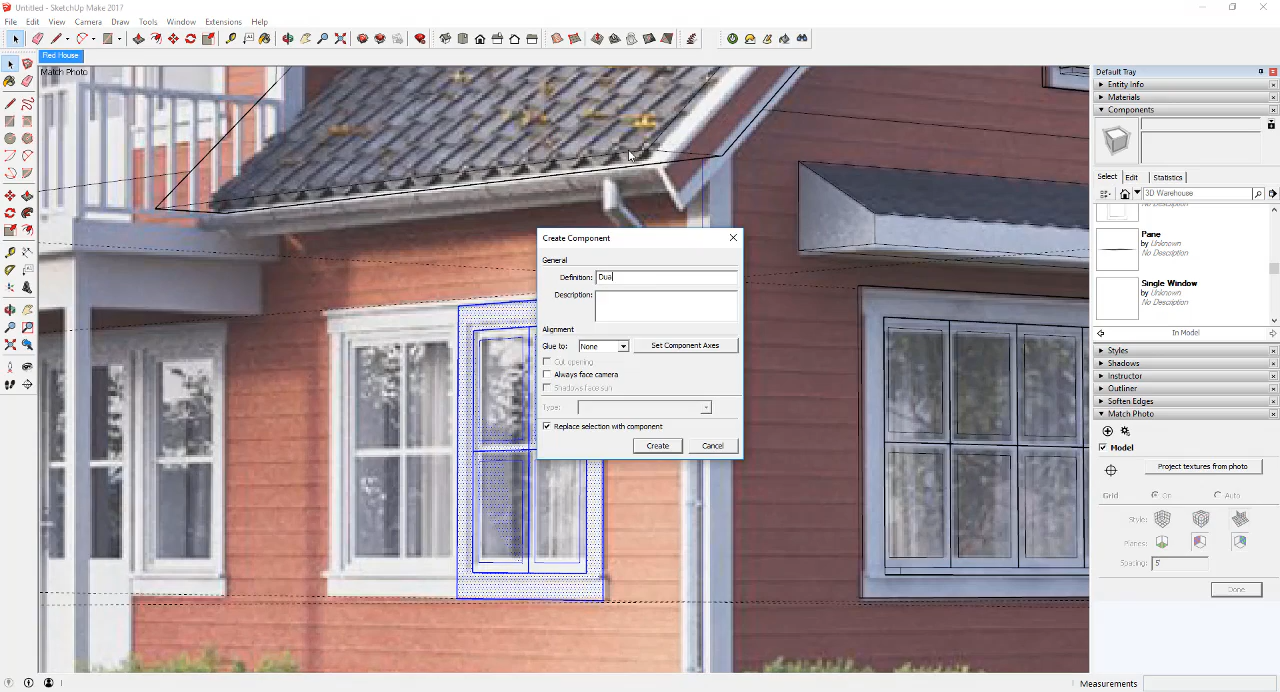 Untitled - SketchUp Make 2017
File Edit View Camera Draw Tools Window Extensions Help
Red House
Match Photo
Create Component
General
Definition: Dua
Description:
Alignment
Glue to: None Set Component Axes
Cut opening
Always face camera
Shadows face sun
Type:
Replace selection with component
Create Cancel
Default Tray
Entity Info
Materials
Components
Select Edit Statistics
3D Warehouse
No Description
Pane
by Unknown
No Description
Single Window
by Unknown
No Description
In Model
Styles
Shadows
Instructor
Outliner
Soften Edges
Match Photo
Model
Project textures from photo
Grid On Auto
Style:
Planes:
Spacing: 5'
Done
Measurements